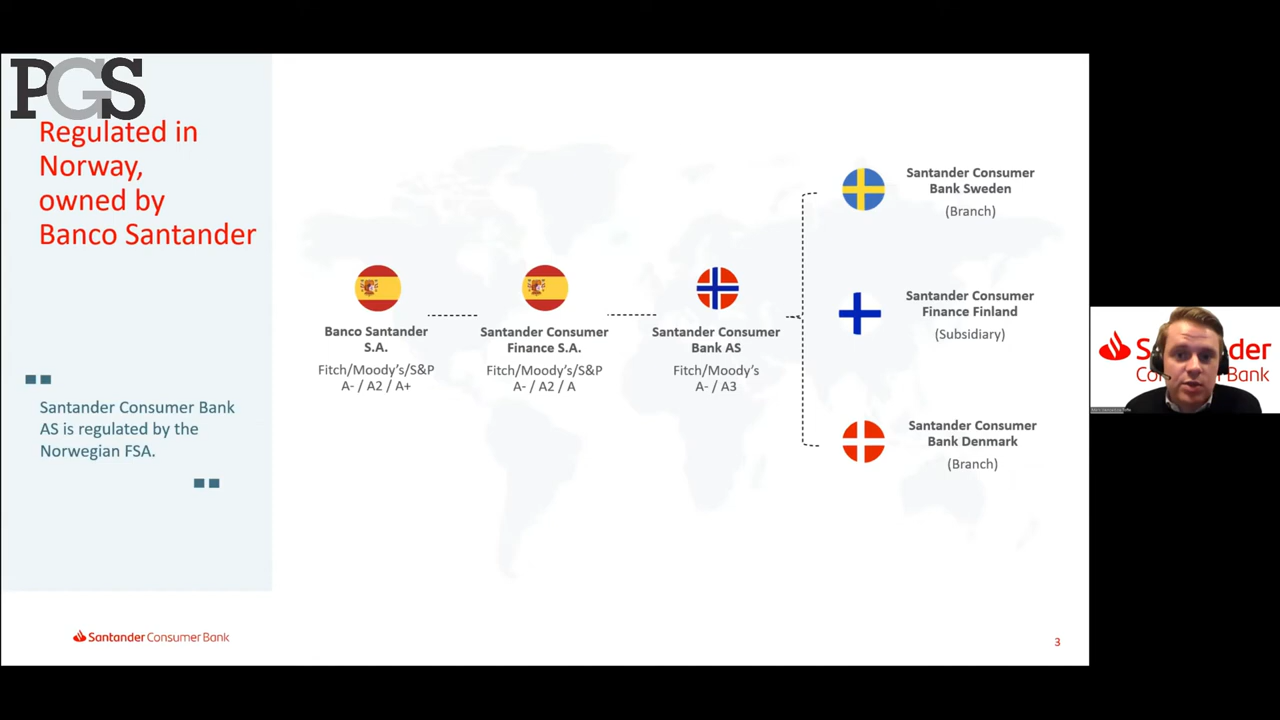 PGS
Regulated in
Norway,
owned by
Banco Santander
Santander Consumer Bank
AS is regulated by the
Norwegian FSA.
Banco Santander
S.A.
Fitch/Moody's/S&P
A- / A2 / A+
Santander Consumer
Finance S.A.
Fitch/Moody's/S&P
A- / A2 / A
Santander Consumer
Bank AS
Fitch/Moody's
A- / A3
Santander Consumer
Bank Sweden
(Branch)
Santander Consumer
Finance Finland
(Subsidiary)
Santander Consumer
Bank Denmark
(Branch)
Santander Consumer Bank
3